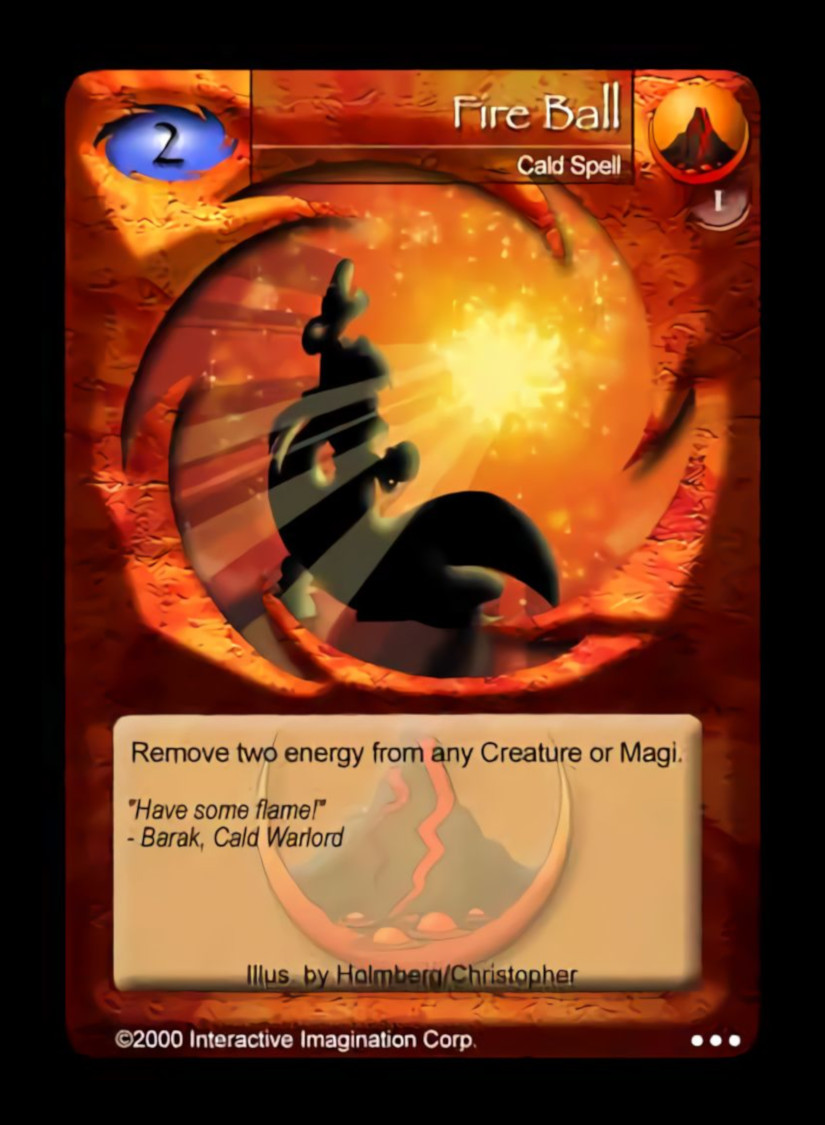 2
Fire Ball
Cald Spell
I
Remove two energy from any Creature or Magi.
"Have some flame!"
- Barak, Cald Warlord
Illus. by Holmberg/Christopher
©2000 Interactive Imagination Corp.